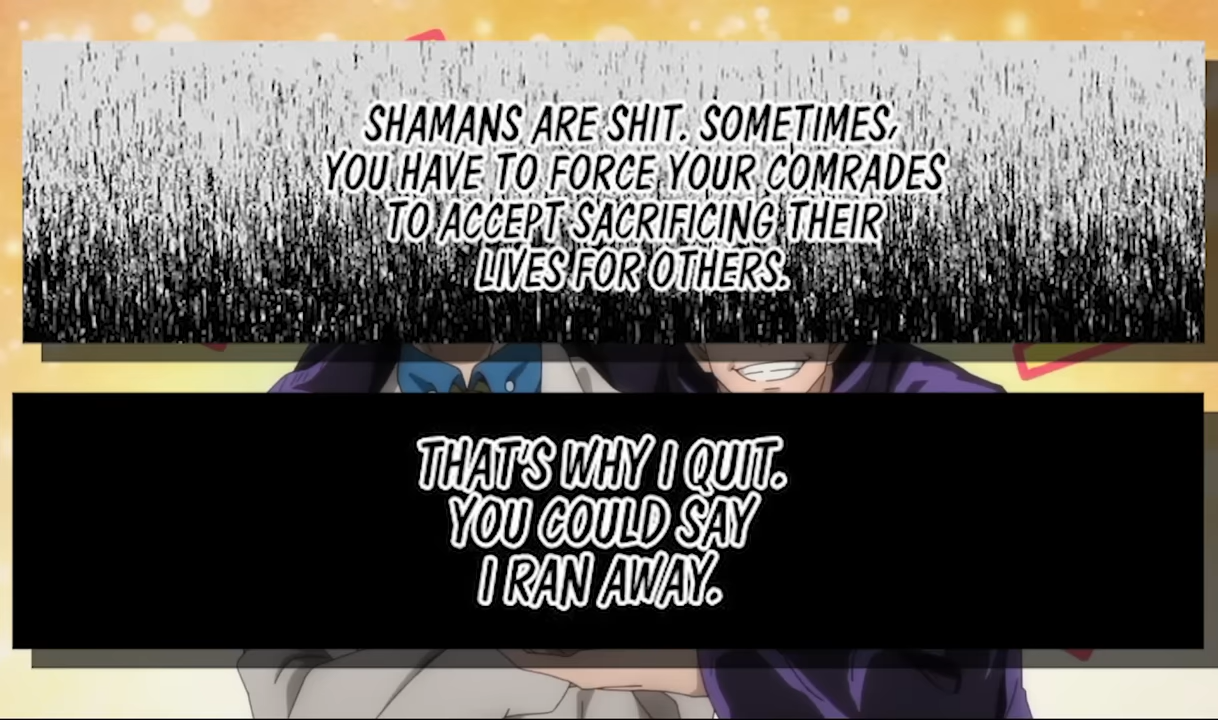 SHAMANS ARE SHIT. SOMETIMES,
YOU HAVE TO FORCE YOUR COMRADES
TO ACCEPT SACRIFICING THEIR
LIVES FOR OTHERS.
THAT'S WHY I QUIT.
YOU COULD SAY
I RAN AWAY.